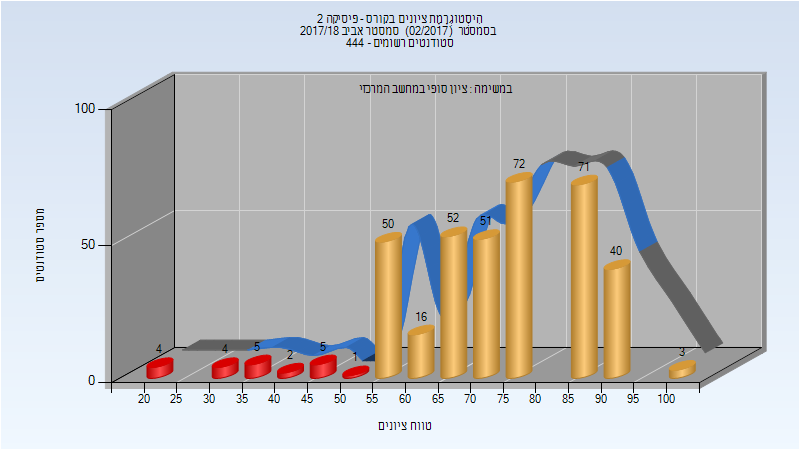 היסטוגרמת ציונים בקורס - פיסיקה 2
בסמסטר (02/2017) סמסטר אביב 2017/18
סטודנטים רשומים - 444
במשימה : ציון סופי במחשב המרכזי
מספר סטודנטים
100
50
0
4 4 5 2 5 1 50 16 52 51 72 71 40 3
20 25 30 35 40 45 50 55 60 65 70 75 80 85 90 95 100
טווח ציונים